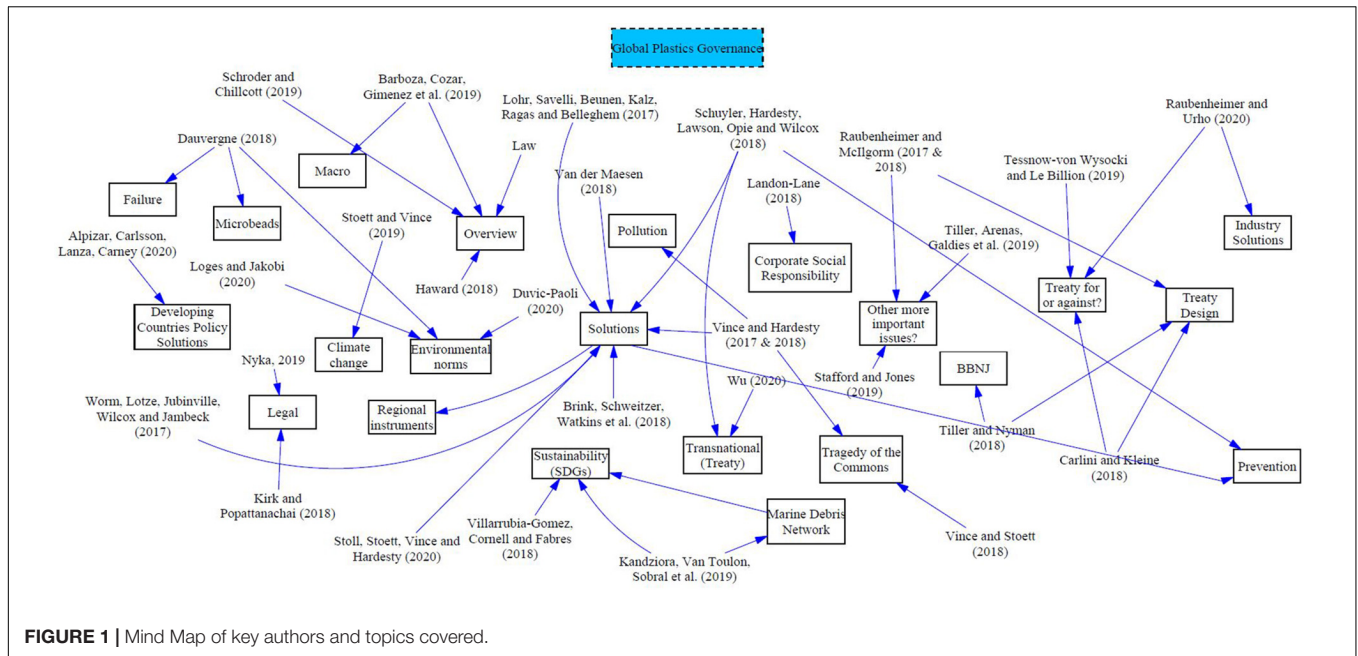 Global Plastics Governance
Schroder and
Chillcott (2019)
Barboza, Cozar,
Gimenez et al. (2019)
Lohr, Savelli, Beunen, Kalz,
Ragas and Belleghem (2017)
Schuyler, Hardesty,
Lawson, Opie and Wilcox
(2018)
Raubenheimer and
Urho (2020)
Dauvergne (2018)
Law
Raubenheimer and
McIlgorm (2017 &
2018)
Tessnow-von Wysocki
and Le Billion (2019)
Macro
Van der Maesen
(2018)
Landon-Lane
(2018)
Failure
Microbeads
Stoett and Vince
(2019)
Overview
Pollution
Tiller, Arenas,
Galdies et al. (2019)
Industry
Solutions
Alpizar, Carlsson,
Lanza, Carney (2020)
Corporate Social
Responsibility
Loges and Jakobi
(2020)
Haward (2018)
Duvic-Paoli
(2020)
Treaty for
or against?
Treaty
Design
Developing
Countries Policy
Solutions
Climate
change
Environmental
norms
Solutions
Vince and Hardesty
(2017 & 2018)
Other more
important
issues?
Nyka, 2019
BBNJ
Stafford and Jones
(2019)
Wu (2020)
Worm, Lotze, Jubinville,
Wilcox and Jambeck
(2017)
Legal
Regional
instruments
Brink, Schweitzer,
Watkins et al. (2018)
Tiller and Nyman
(2018)
Transnational
(Treaty)
Tragedy of the
Commons
Carlini and Kleine
(2018)
Prevention
Sustainability
(SDGs)
Kirk and
Popattanachai (2018)
Marine Debris
Network
Stoll, Stoett, Vince and
Hardesty (2020)
Villarrubia-Gomez,
Cornell and Fabres
(2018)
Vince and Stoett
(2018)
Kandziora, Van Toulon,
Sobral et al. (2019)
FIGURE 1 | Mind Map of key authors and topics covered.